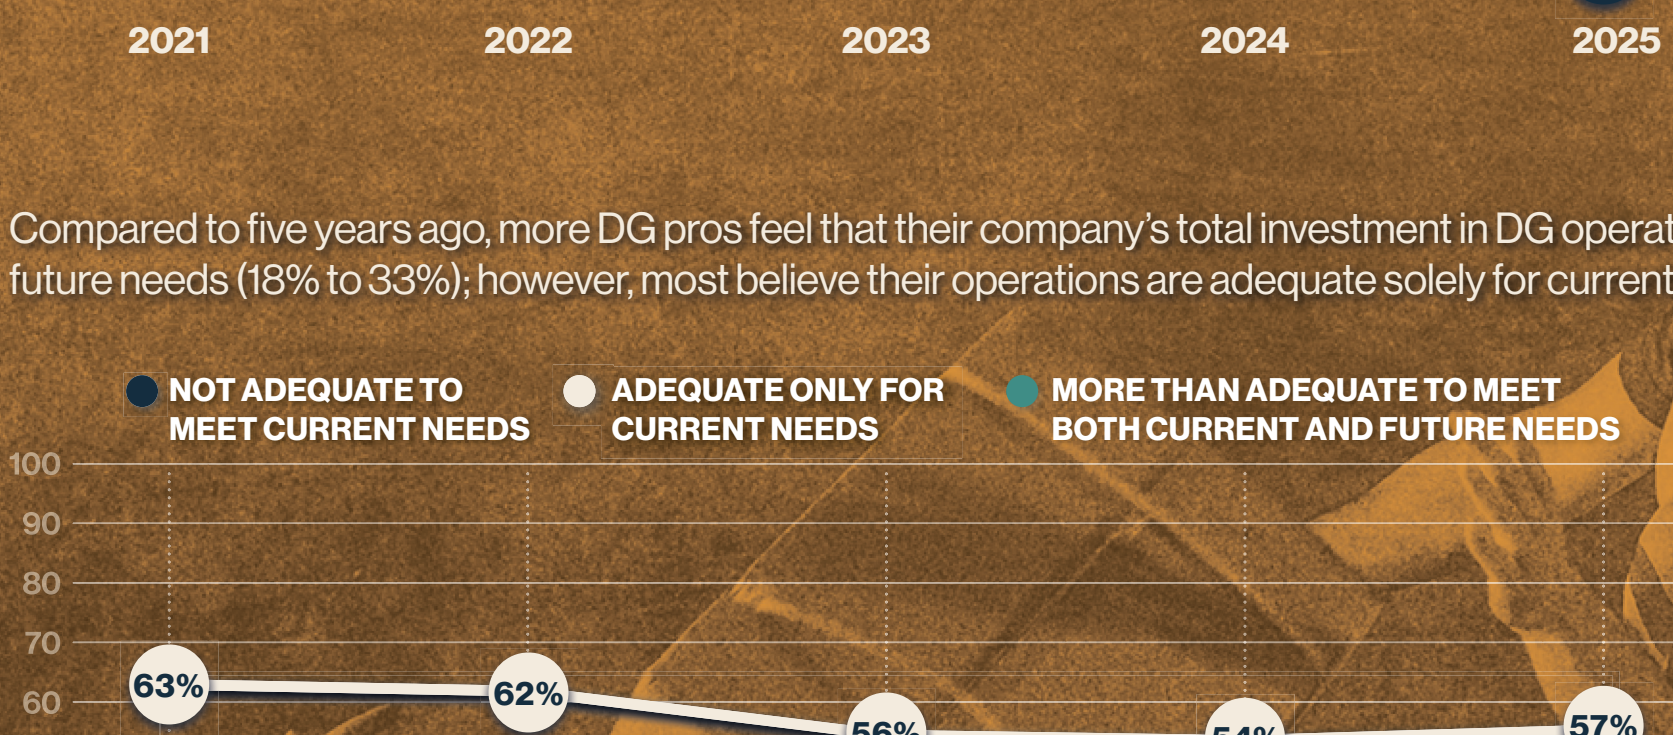 2021 2022 2023 2024 2025
Compared to five years ago, more DG pros feel that their company's total investment in DG
future needs (18% to 33%); however, most believe their operations are adequate solely for current
NOT ADEQUATE TO
MEET CURRENT NEEDS
ADEQUATE ONLY FOR
CURRENT NEEDS
MORE THAN ADEQUATE TO MEET
BOTH CURRENT AND FUTURE NEEDS
100
90
80
70
60
63% 62% 56% 54% 57%